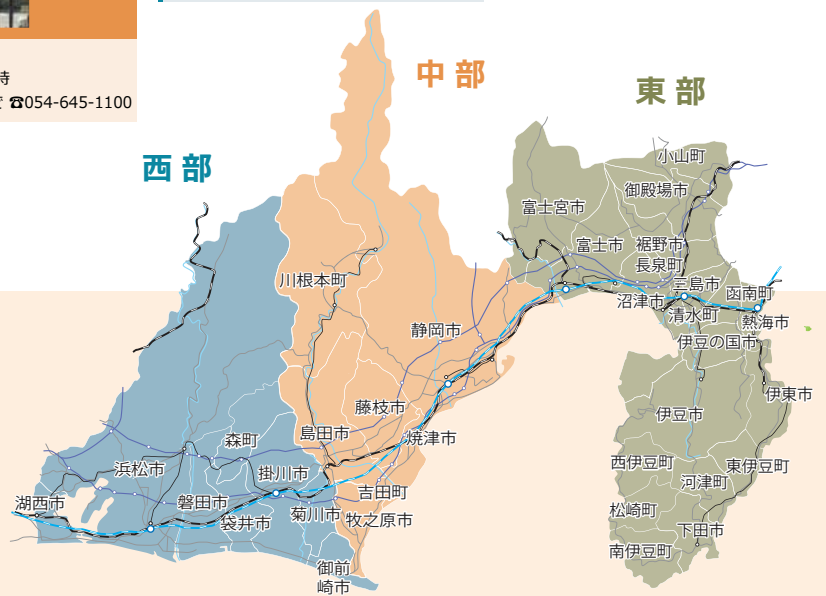 時
☎054-645-1100
中部
東部
西部
小山町
御殿場市
富士宮市
富士市
裾野市
長泉町
三島市
函南町
沼津市
清水町
熱海市
伊豆の国市
川根本町
静岡市
伊東市
藤枝市
伊豆市
島田市
焼津市
森町
西伊豆町
東伊豆町
浜松市
掛川市
河津町
吉田町
湖西市
磐田市
松崎町
袋井市
菊川市
牧之原市
下田市
南伊豆町
御前
崎市